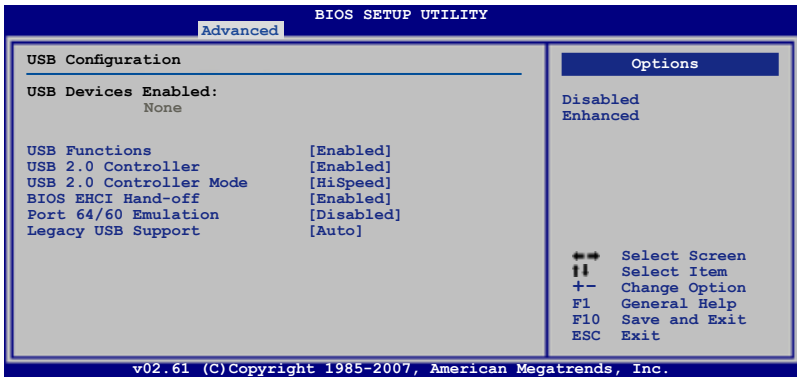 BIOS SETUP UTILITY
Advanced
USB Configuration
USB Devices Enabled:
None
USB Functions [Enabled]
USB 2.0 Controller [Enabled]
USB 2.0 Controller Mode [HiSpeed]
BIOS EHCI Hand-off [Enabled]
Port 64/60 Emulation [Disabled]
Legacy USB Support [Auto]
Options
Disabled
Enhanced
←→ Select Screen
↑↓ Select Item
+- Change Option
F1 General Help
F10 Save and Exit
ESC Exit
v02.61 (C)Copyright 1985-2007, American Megatrends, Inc.